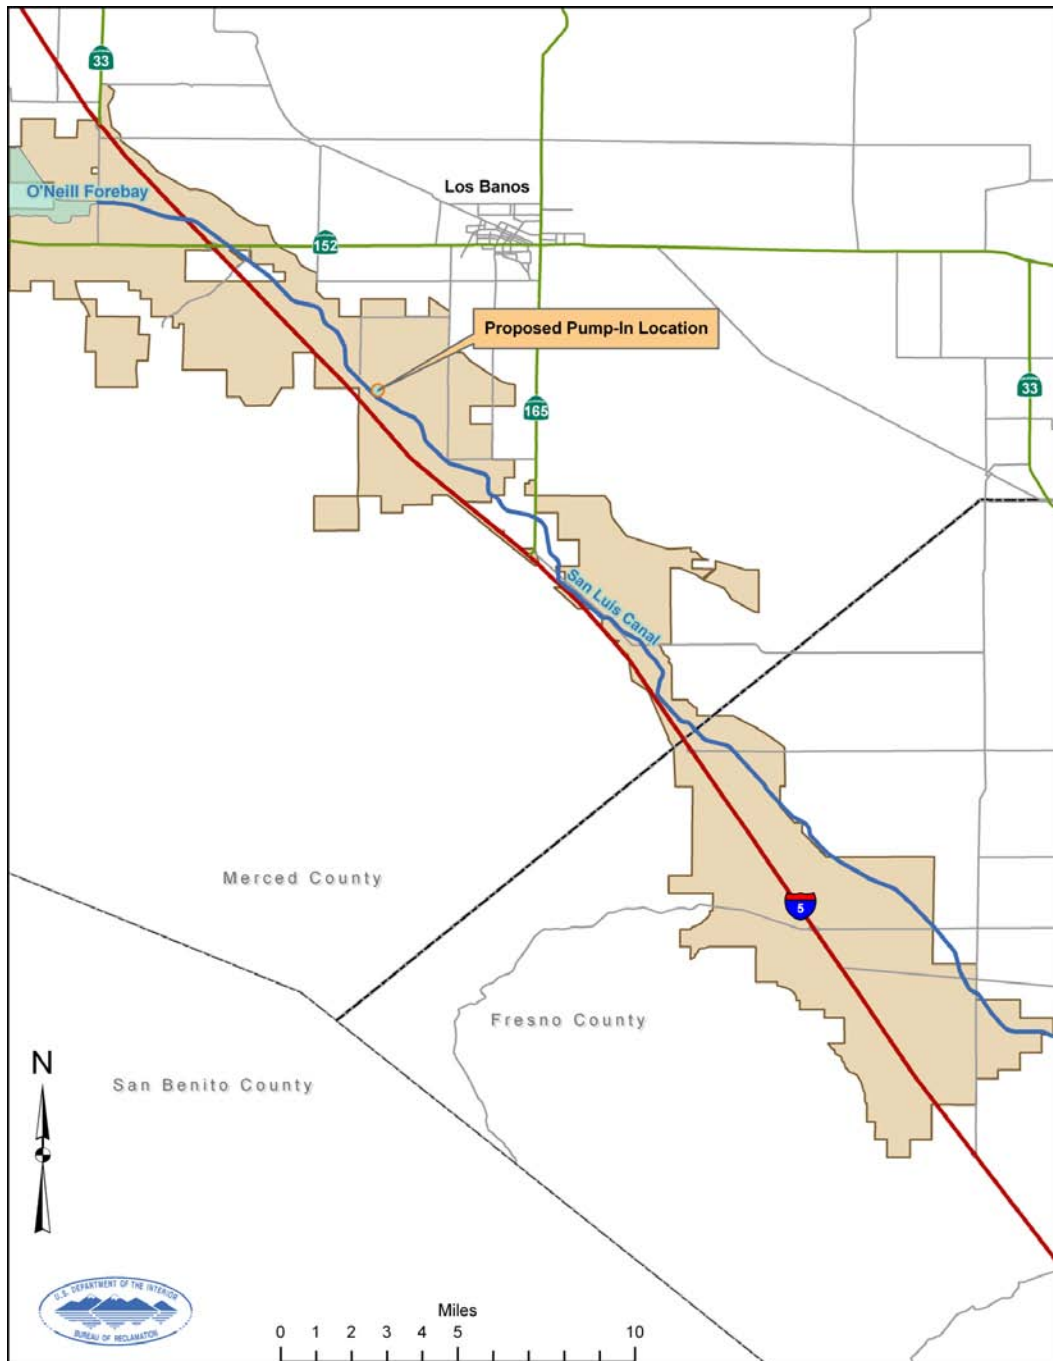 33
O'Neill Forebay
Los Banos
152
Proposed Pump-In Location
33
165
San Luis Canal
Merced County
5
Fresno County
N
San Benito County
U.S. DEPARTMENT OF THE INTERIOR
BUREAU OF RECLAMATION
Miles
0 1 2 3 4 5 10